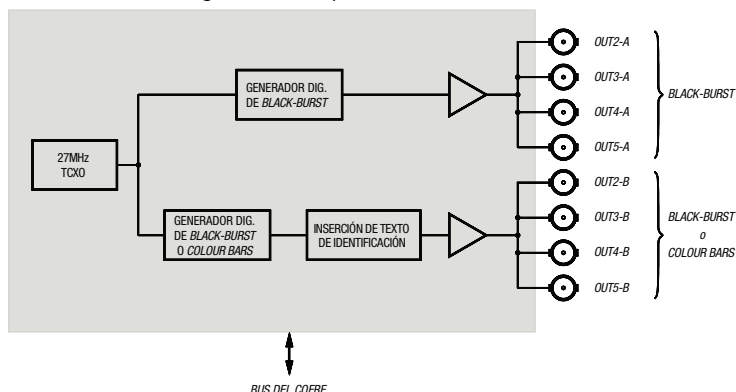 GENERADOR DIG.
DE BLACK-BURST
27MHz
TCXO
GENERADOR DIG.
DE BLACK-BURST
O COLOUR BARS
INSERCIÓN DE TEXTO
DE IDENTIFICACIÓN
OUT2-A
OUT3-A
OUT4-A
OUT5-A
BLACK-BURST
OUT2-B
OUT3-B
OUT4-B
OUT5-B
BLACK-BURST
o
COLOUR BARS
BUS DEL COFRE